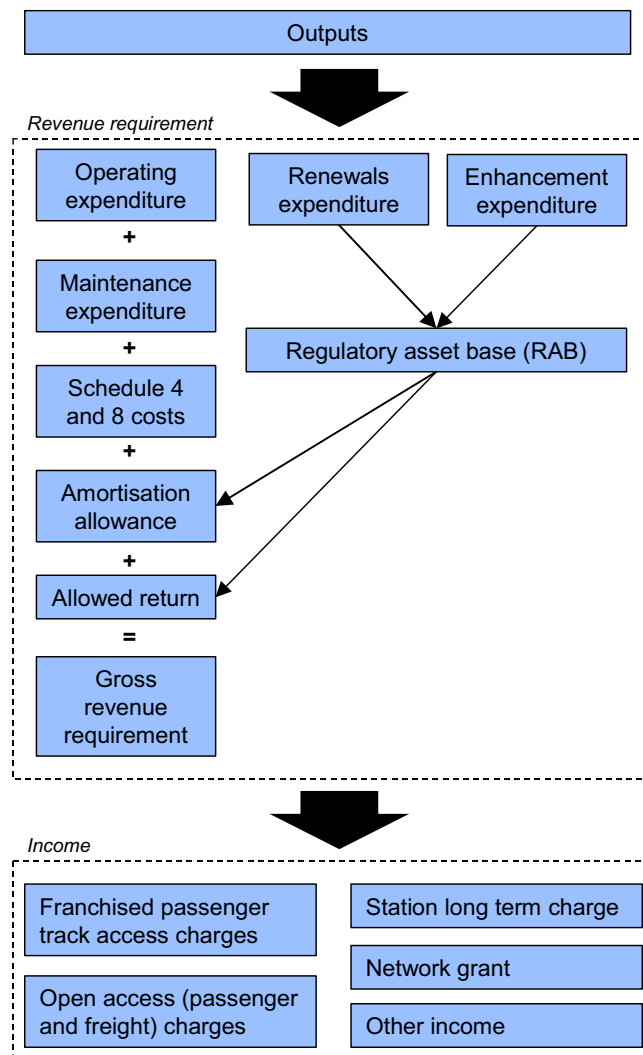 Outputs
Revenue requirement
Operating
expenditure
+
Maintenance
expenditure
+
Schedule 4
and 8 costs
+
Amortisation
allowance
+
Allowed return
=
Gross
revenue
requirement
Renewals
expenditure
Enhancement
expenditure
Regulatory asset base (RAB)
Income
Franchised passenger
track access charges
Open access (passenger
and freight) charges
Station long term charge
Network grant
Other income